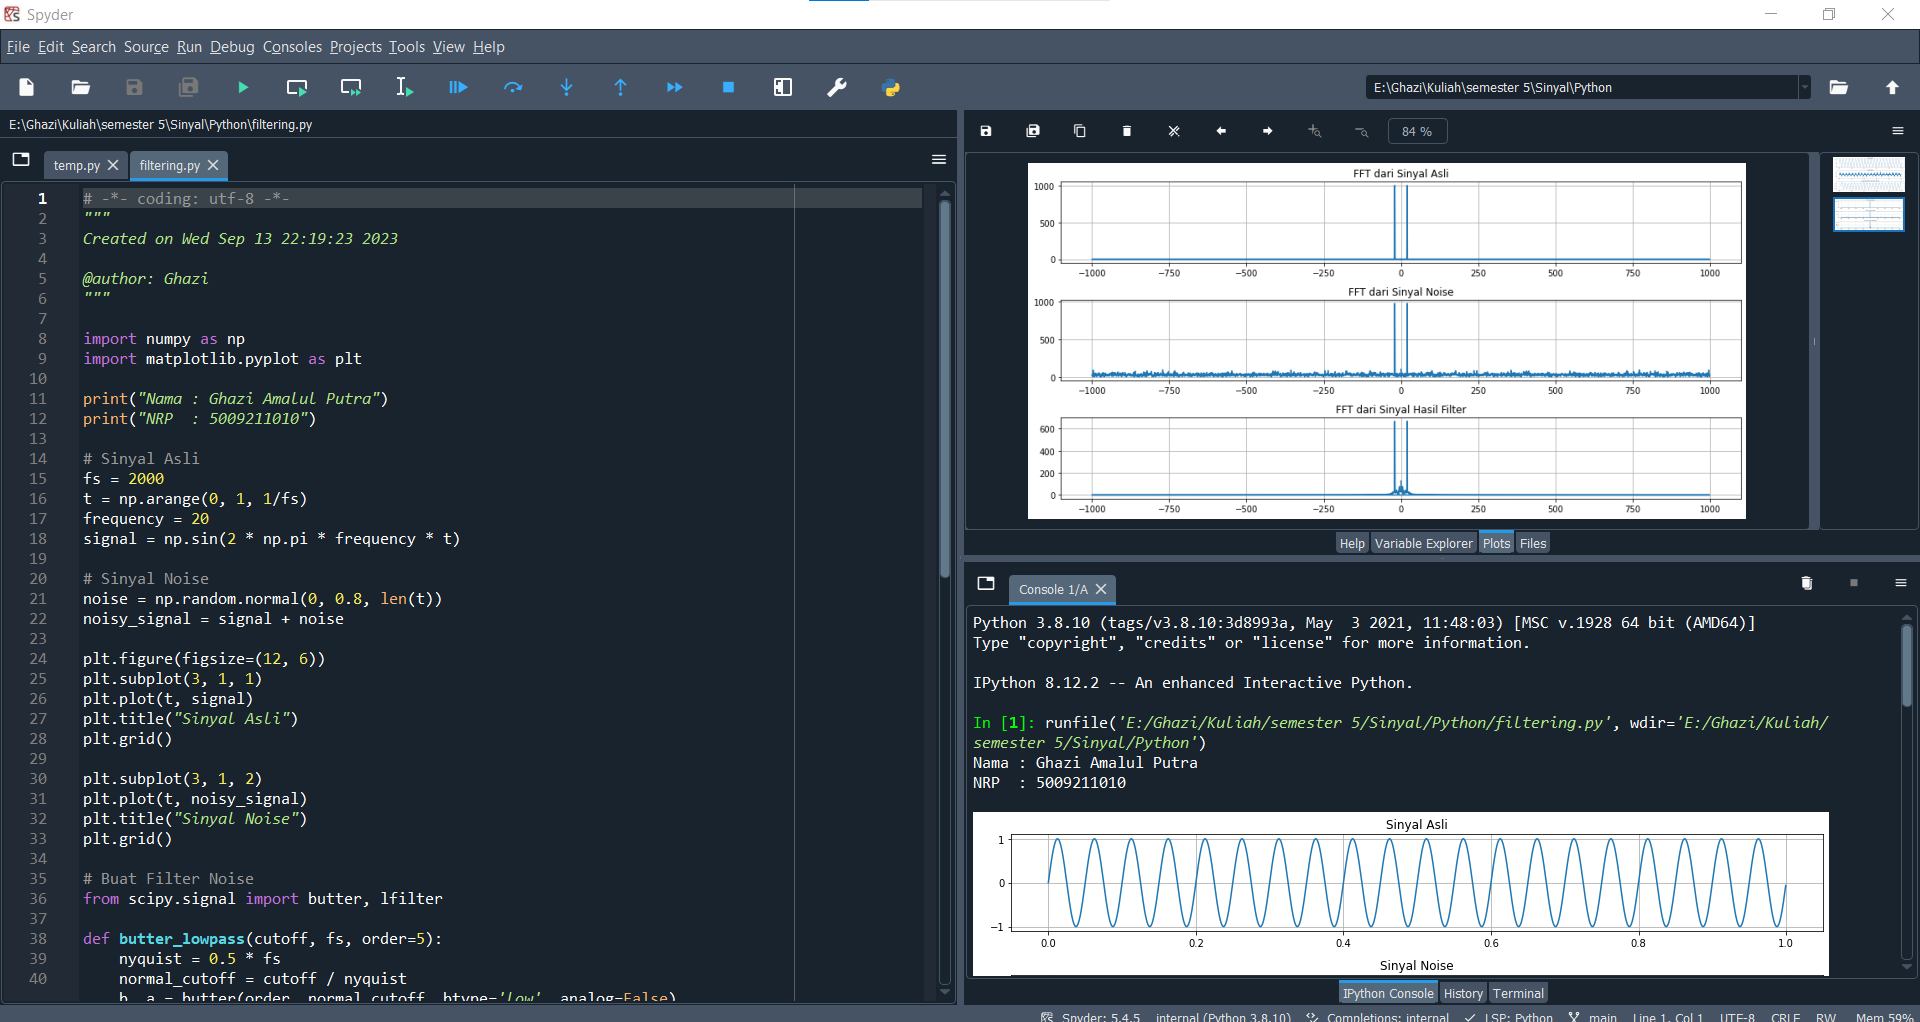 Spyder
File Edit Search Source Run Debug Consoles Projects Tools View Help
E:\Ghazi\Kuliah\semester 5\Sinyal\Python
E:\Ghazi\Kuliah\semester 5\Sinyal\Python\filtering.py
temp.py filtering.py
1 # -*- coding: utf-8 -*-
2 """
3 Created on Wed Sep 13 22:19:23 2023
4
5 @author: Ghazi
6 """
7
8 import numpy as np
9 import matplotlib.pyplot as plt
10
11 print("Nama : Ghazi Amalul Putra")
12 print("NRP  : 5009211010")
13
14 # Sinyal Asli
15 fs = 2000
16 t = np.arange(0, 1, 1/fs)
17 frequency = 20
18 signal = np.sin(2 * np.pi * frequency * t)
19
20 # Sinyal Noise
21 noise = np.random.normal(0, 0.8, len(t))
22 noisy_signal = signal + noise
23
24 plt.figure(figsize=(12, 6))
25 plt.subplot(3, 1, 1)
26 plt.plot(t, signal)
27 plt.title("Sinyal Asli")
28 plt.grid()
29
30 plt.subplot(3, 1, 2)
31 plt.plot(t, noisy_signal)
32 plt.title("Sinyal Noise")
33 plt.grid()
34
35 # Buat Filter Noise
36 from scipy.signal import butter, lfilter
37
38 def butter_lowpass(cutoff, fs, order=5):
39     nyquist = 0.5 * fs
40     normal_cutoff = cutoff / nyquist
b, a = butter(order, normal_cutoff, btype='low', analog=False)
84 %
FFT dari Sinyal Asli
1000
500
0
−1000 −750 −500 −250 0 250 500 750 1000
FFT dari Sinyal Noise
1000
500
0
−1000 −750 −500 −250 0 250 500 750 1000
FFT dari Sinyal Hasil Filter
600
400
200
0
−1000 −750 −500 −250 0 250 500 750 1000
Help Variable Explorer Plots Files
Console 1/A
Python 3.8.10 (tags/v3.8.10:3d8993a, May  3 2021, 11:48:03) [MSC v.1928 64 bit (AMD64)]
Type "copyright", "credits" or "license" for more information.
IPython 8.12.2 -- An enhanced Interactive Python.
In [1]: runfile('E:/Ghazi/Kuliah/semester 5/Sinyal/Python/filtering.py', wdir='E:/Ghazi/Kuliah/
semester 5/Sinyal/Python')
Nama : Ghazi Amalul Putra
NRP  : 5009211010
Sinyal Asli
1
0
−1
0.0 0.2 0.4 0.6 0.8 1.0
Sinyal Noise
IPython Console History Terminal
Spyder: 5.4.5 internal (Python 3.8.10) Completions: internal LSP: Python main Line 1, Col 1 UTF-8 CRLF RW Mem 59%